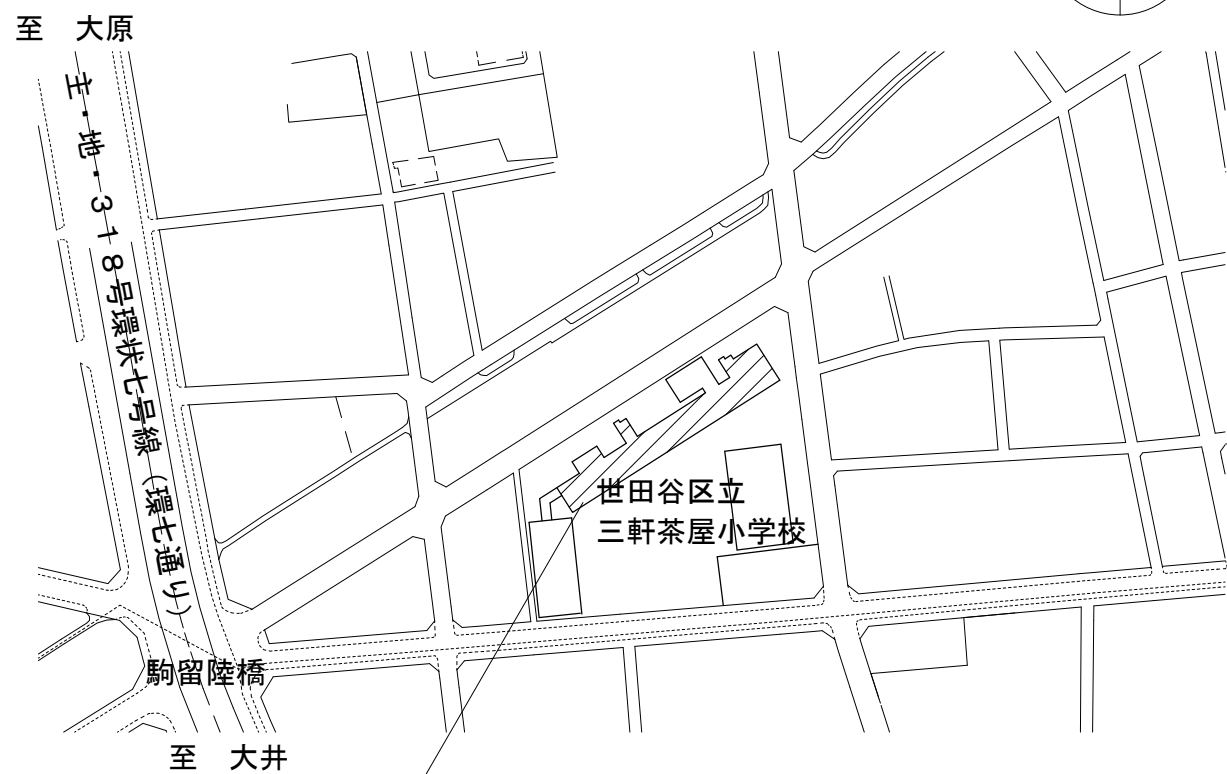 至　大原
主・地・３１８号環状七号線（環七通り）
世田谷区立
三軒茶屋小学校
駒留陸橋
至　大井